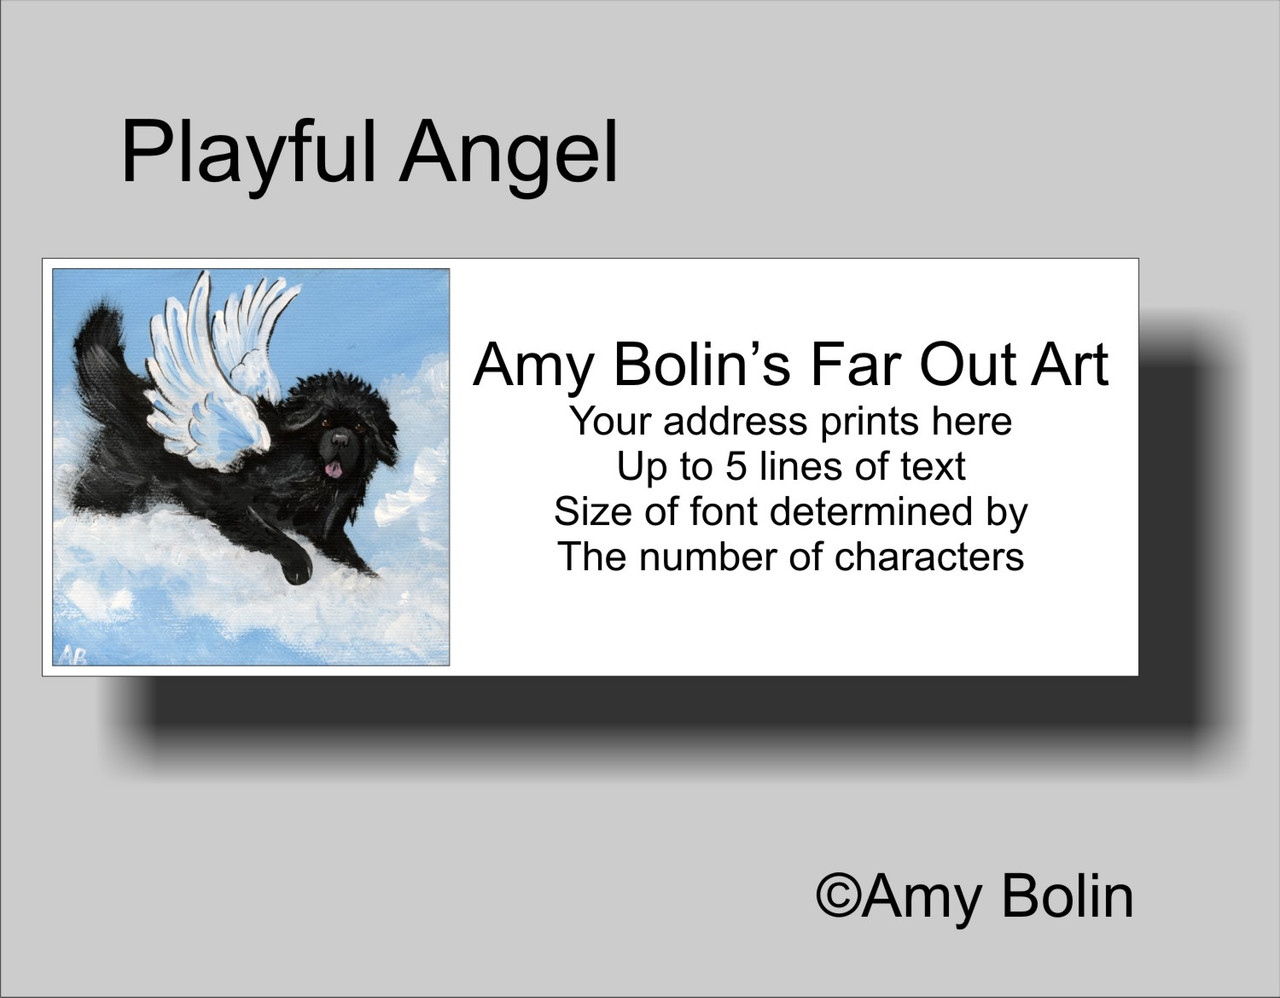 Playful Angel
Amy Bolin’s Far Out Art
Your address prints here
Up to 5 lines of text
Size of font determined by
The number of characters
AB
©Amy Bolin